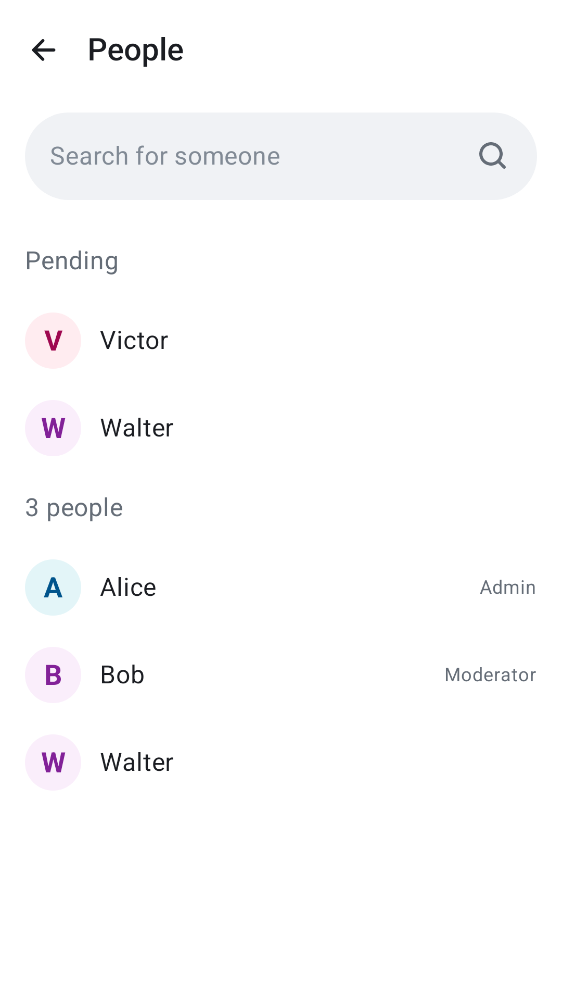 People
Search for someone
Pending
V Victor
W Walter
3 people
A Alice Admin
B Bob Moderator
W Walter